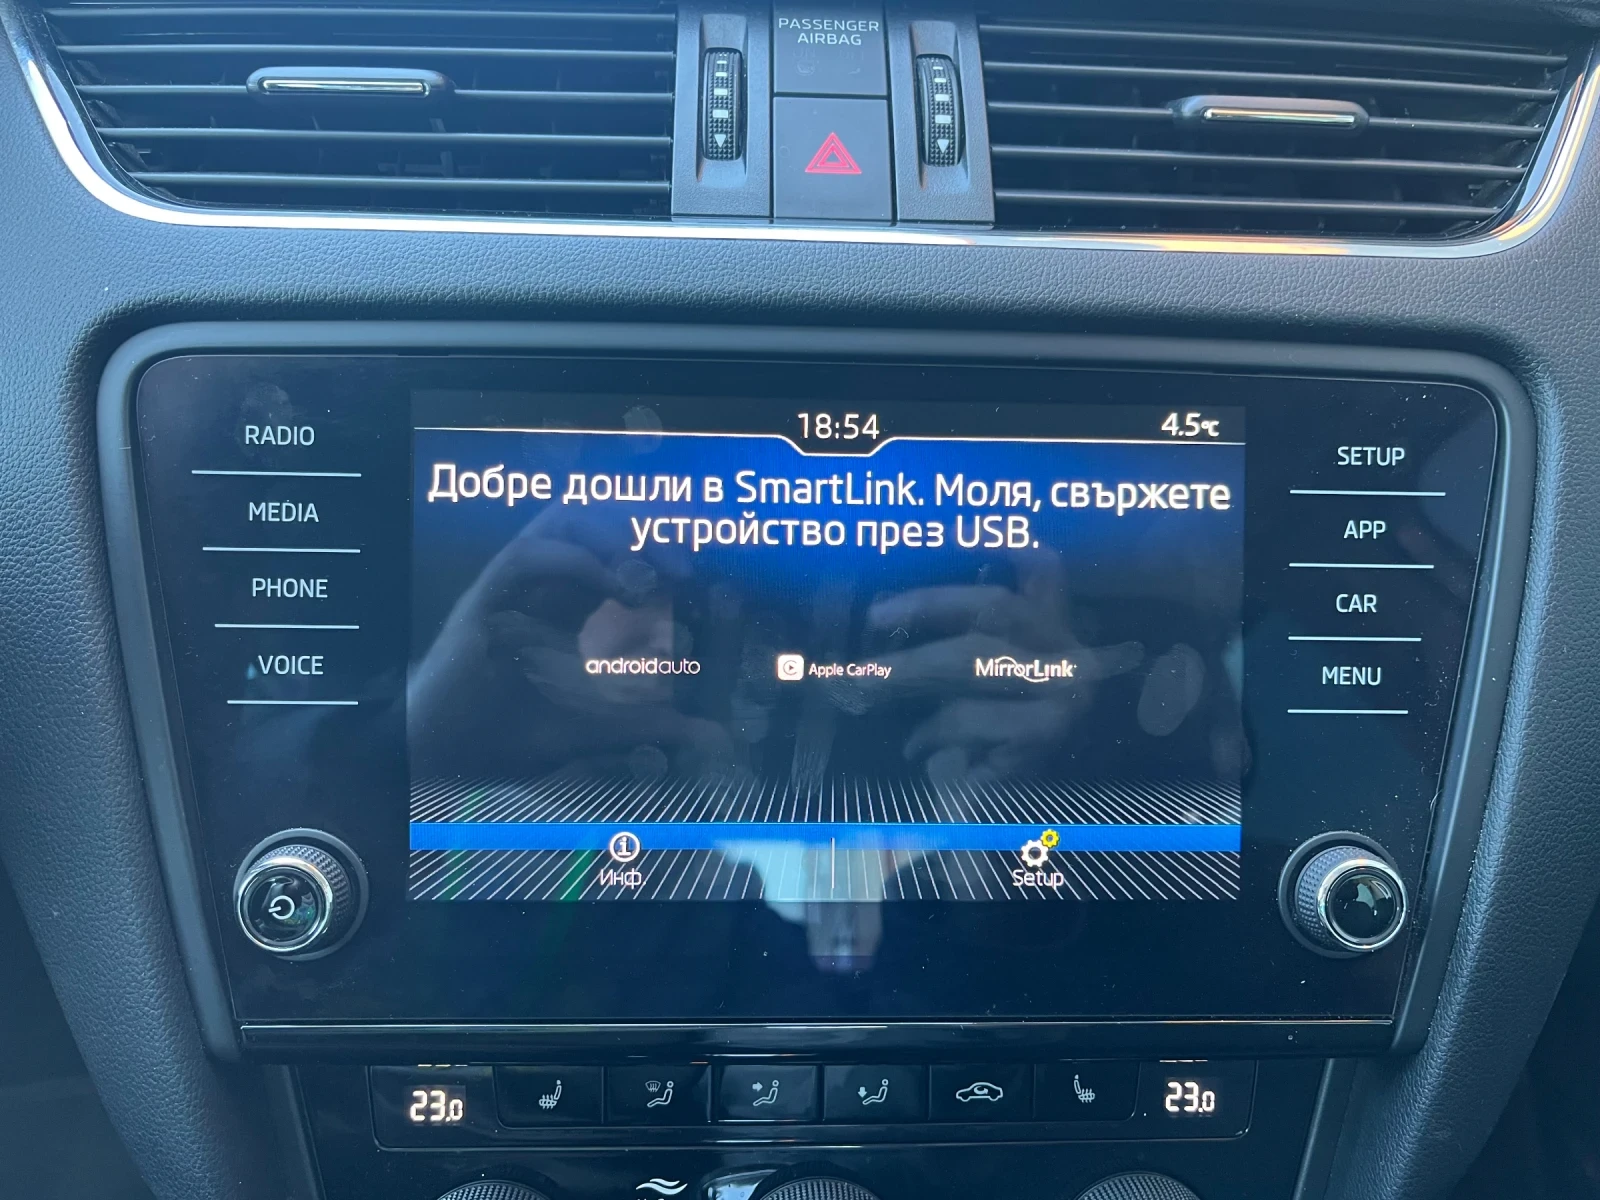 PASSENGER
AIRBAG
RADIO
MEDIA
PHONE
VOICE
18:54
4.5°C
Добре дошли в SmartLink. Моля, свържете
устройство през USB.
androidauto
Apple CarPlay
MirrorLink
Инф.
Setup
SETUP
APP
CAR
MENU
23.0
23.0